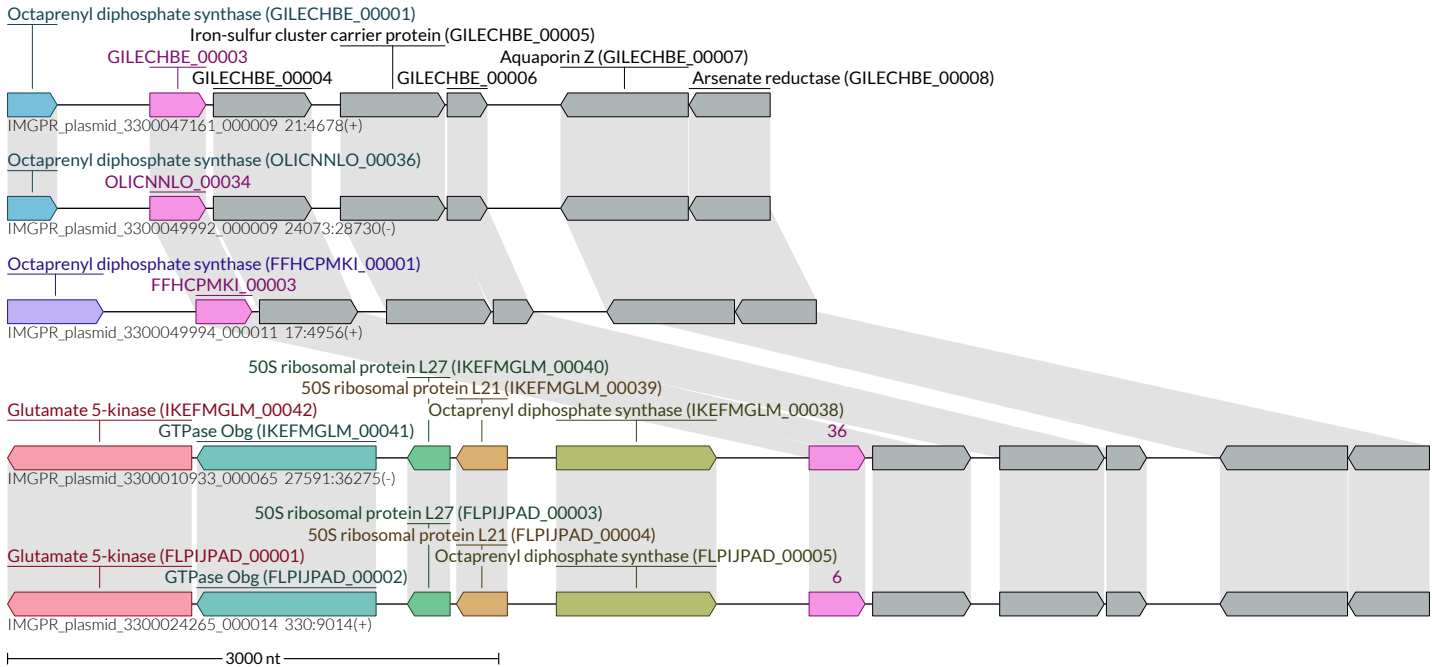 Octaprenyl diphosphate synthase (GILECHBE_00001)
Iron-sulfur cluster carrier protein (GILECHBE_00005)
GILECHBE_00003
Aquaporin Z (GILECHBE_00007)
GILECHBE_00004
GILECHBE_00006
Arsenate reductase (GILECHBE_00008)
IMGPR_plasmid_3300047161_000009 21:4678(+)
Octaprenyl diphosphate synthase (OLICNNLO_00036)
OLICNNLO_00034
IMGPR_plasmid_3300049992_000009 24073:28730(-)
Octaprenyl diphosphate synthase (FFHCPMKI_00001)
FFHCPMKI_00003
IMGPR_plasmid_3300049994_000011 17:4956(+)
50S ribosomal protein L27 (IKEFMGLM_00040)
50S ribosomal protein L21 (IKEFMGLM_00039)
Glutamate 5-kinase (IKEFMGLM_00042)
Octaprenyl diphosphate synthase (IKEFMGLM_00038)
GTPase Obg (IKEFMGLM_00041)
36
IMGPR_plasmid_3300010933_000065 27591:36275(-)
50S ribosomal protein L27 (FLPIJPAD_00003)
50S ribosomal protein L21 (FLPIJPAD_00004)
Glutamate 5-kinase (FLPIJPAD_00001)
Octaprenyl diphosphate synthase (FLPIJPAD_00005)
GTPase Obg (FLPIJPAD_00002)
6
IMGPR_plasmid_3300024265_000014 330:9014(+)
3000 nt